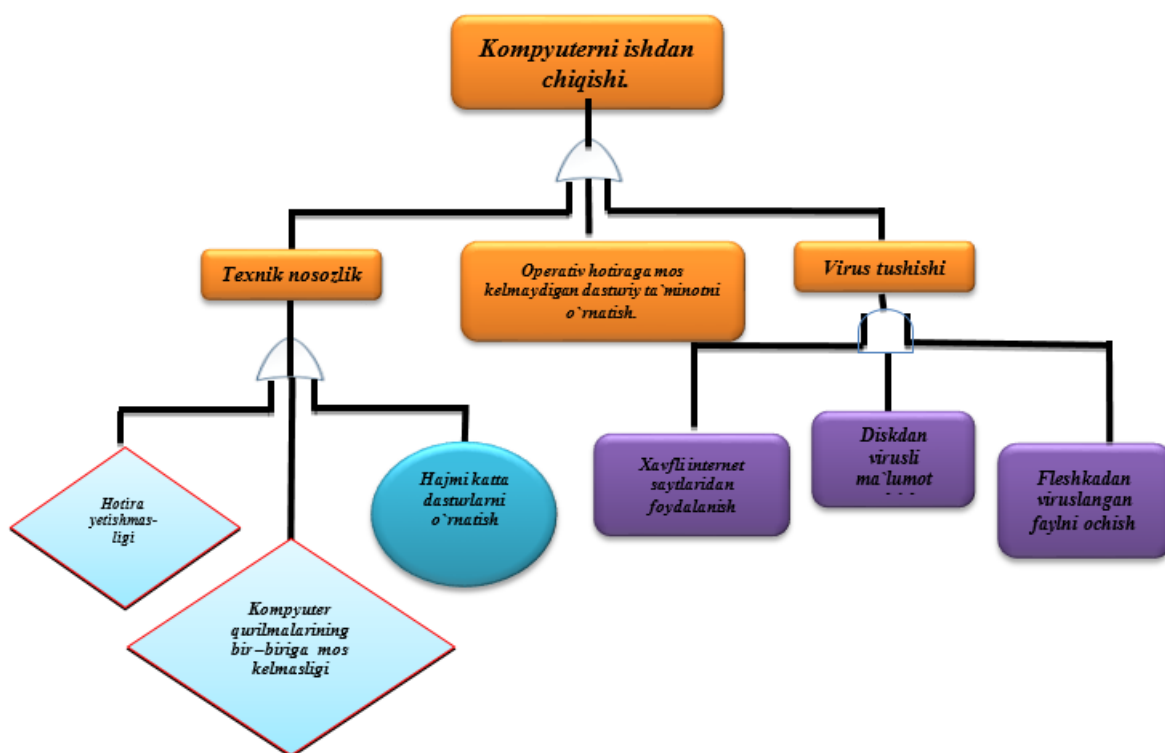 Kompyuterni ishdan
chiqishi.
Texnik nosozlik
Operativ hotiraga mos
kelmaydigan dasturiy ta`minotni
o`rnatish.
Virus tushishi
Hotira
yetishmas-
ligi
Kompyuter
qurilmalarining
bir –biriga mos
kelmasligi
Hajmi katta
dasturlarni
o`rnatish
Xavfli internet
saytlaridan
foydalanish
Diskdan
virusli
ma`lumot
Fleshkadan
viruslangan
faylni ochish